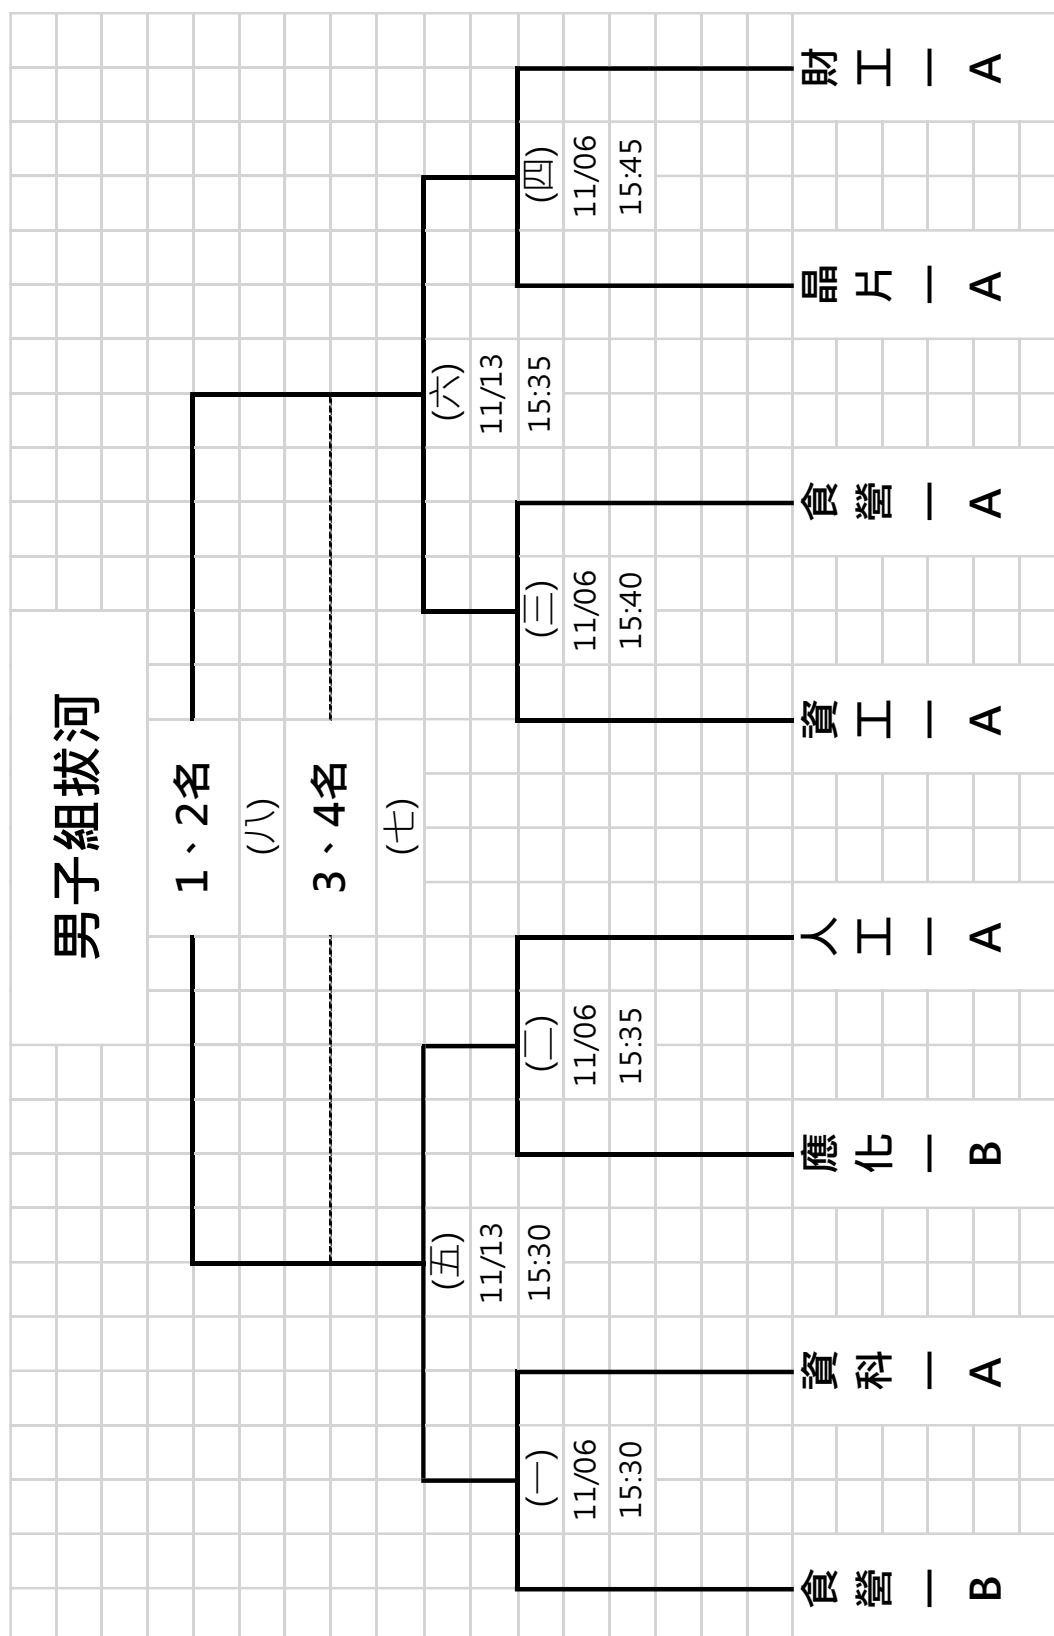 男子組拔河
1、2名
(八)
3、4名
(七)
(五)
11/13
15:30
(六)
11/13
15:35
(一)
11/06
15:30
(二)
11/06
15:35
(三)
11/06
15:40
(四)
11/06
15:45
食營一B
資科一A
應化一B
人工一A
資工一A
食營一A
晶片一A
財工一A